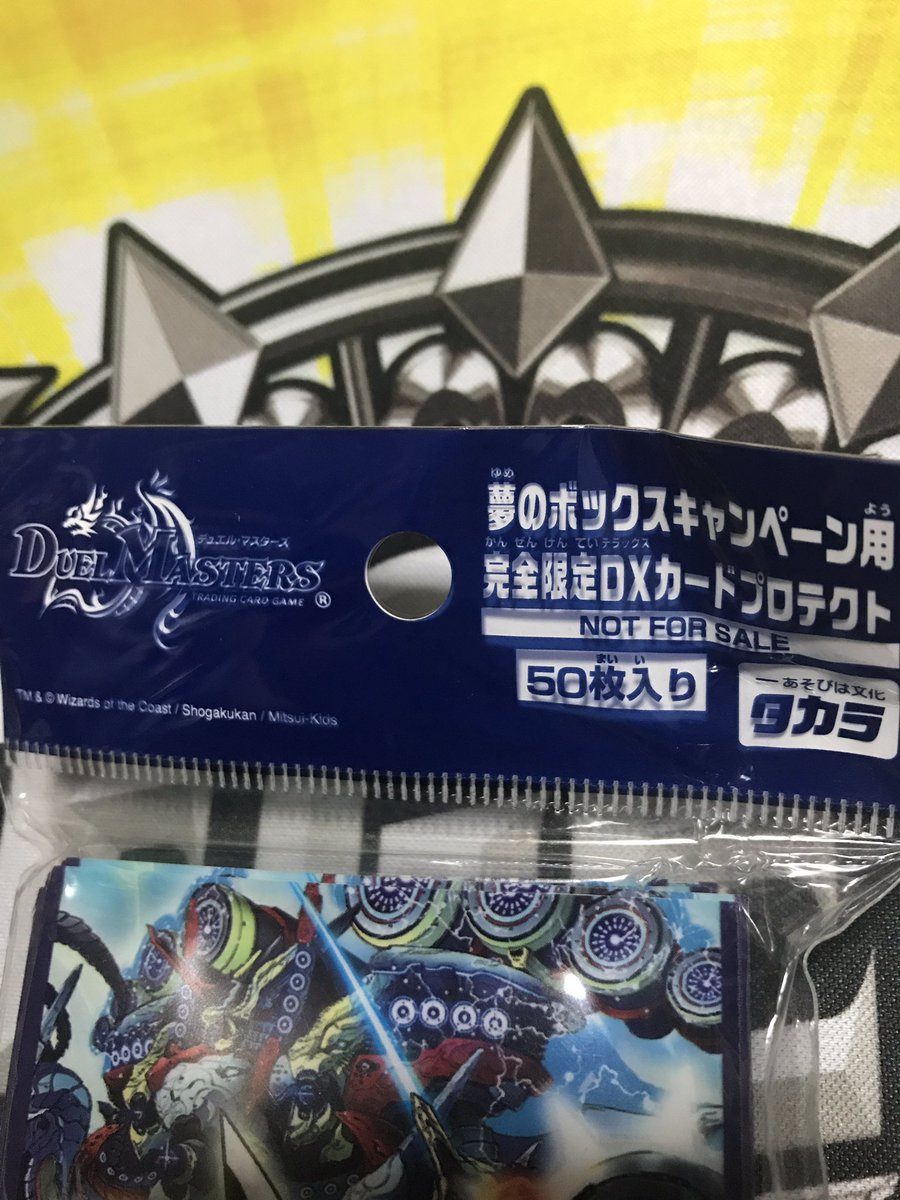 デュエル・マスターズ
DUEL MASTERS
TRADING CARD GAME ®
TM & © Wizards of the Coast / Shogakukan / Mitsui-Kids
ゆめ よう
夢のボックスキャンペーン用
かん ぜん げん てい デラックス
完全限定DXカードプロテクト
NOT FOR SALE
まい い
50枚入り
ーあそびは文化
タカラ